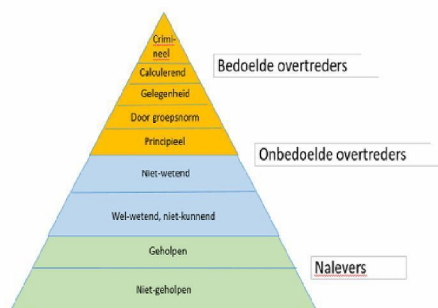 Crimi-
neel
Bedoelde overtreders
Calculerend
Gelegenheid
Door groepsnorm
Principieel
Onbedoelde overtreders
Niet-wetend
Wel-wetend, niet-kunnend
Geholpen
Nalevers
Niet-geholpen